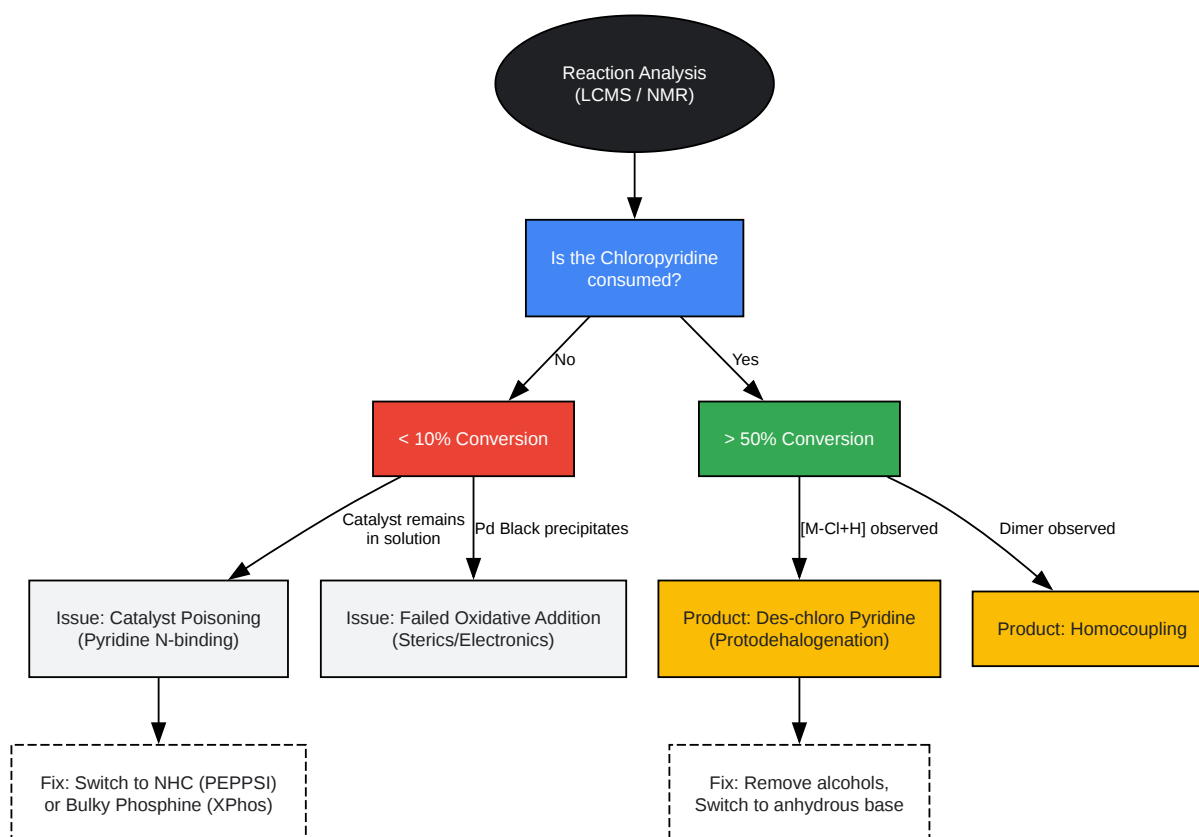 Reaction Analysis
(LCMS / NMR)
Is the Chloropyridine
consumed?
No
Yes
< 10% Conversion
> 50% Conversion
Catalyst remains
in solution
Pd Black precipitates
[M-Cl+H] observed
Dimer observed
Issue: Catalyst Poisoning
(Pyridine N-binding)
Issue: Failed Oxidative Addition
(Sterics/Electronics)
Product: Des-chloro Pyridine
(Protodehalogenation)
Product: Homocoupling
Fix: Switch to NHC (PEPPSI)
or Bulky Phosphine (XPhos)
Fix: Remove alcohols,
Switch to anhydrous base